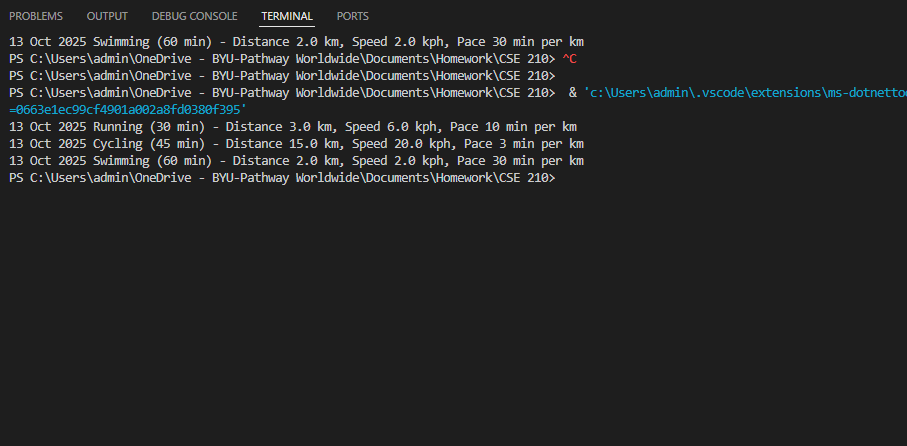 PROBLEMS OUTPUT DEBUG CONSOLE TERMINAL PORTS
13 Oct 2025 Swimming (60 min) - Distance 2.0 km, Speed 2.0 kph, Pace 30 min per km
PS C:\Users\admin\OneDrive - BYU-Pathway Worldwide\Documents\Homework\CSE 210> ^C
PS C:\Users\admin\OneDrive - BYU-Pathway Worldwide\Documents\Homework\CSE 210>
PS C:\Users\admin\OneDrive - BYU-Pathway Worldwide\Documents\Homework\CSE 210>  & 'c:\Users\admin\.vscode\extensions\ms-dotnettoo
=0663e1ec99cf4901a002a8fd0380f395'
13 Oct 2025 Running (30 min) - Distance 3.0 km, Speed 6.0 kph, Pace 10 min per km
13 Oct 2025 Cycling (45 min) - Distance 15.0 km, Speed 20.0 kph, Pace 3 min per km
13 Oct 2025 Swimming (60 min) - Distance 2.0 km, Speed 2.0 kph, Pace 30 min per km
PS C:\Users\admin\OneDrive - BYU-Pathway Worldwide\Documents\Homework\CSE 210>